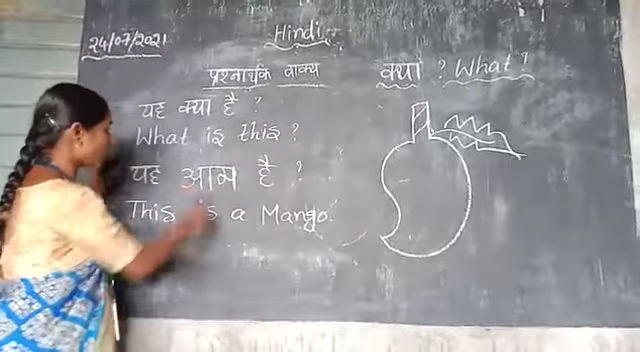 24/07/2021
Hindi
प्रश्नार्थक वाक्य
क्या ? What ?
यह क्या है ?
What is this ?
यह आम है ?
This is a Mango.